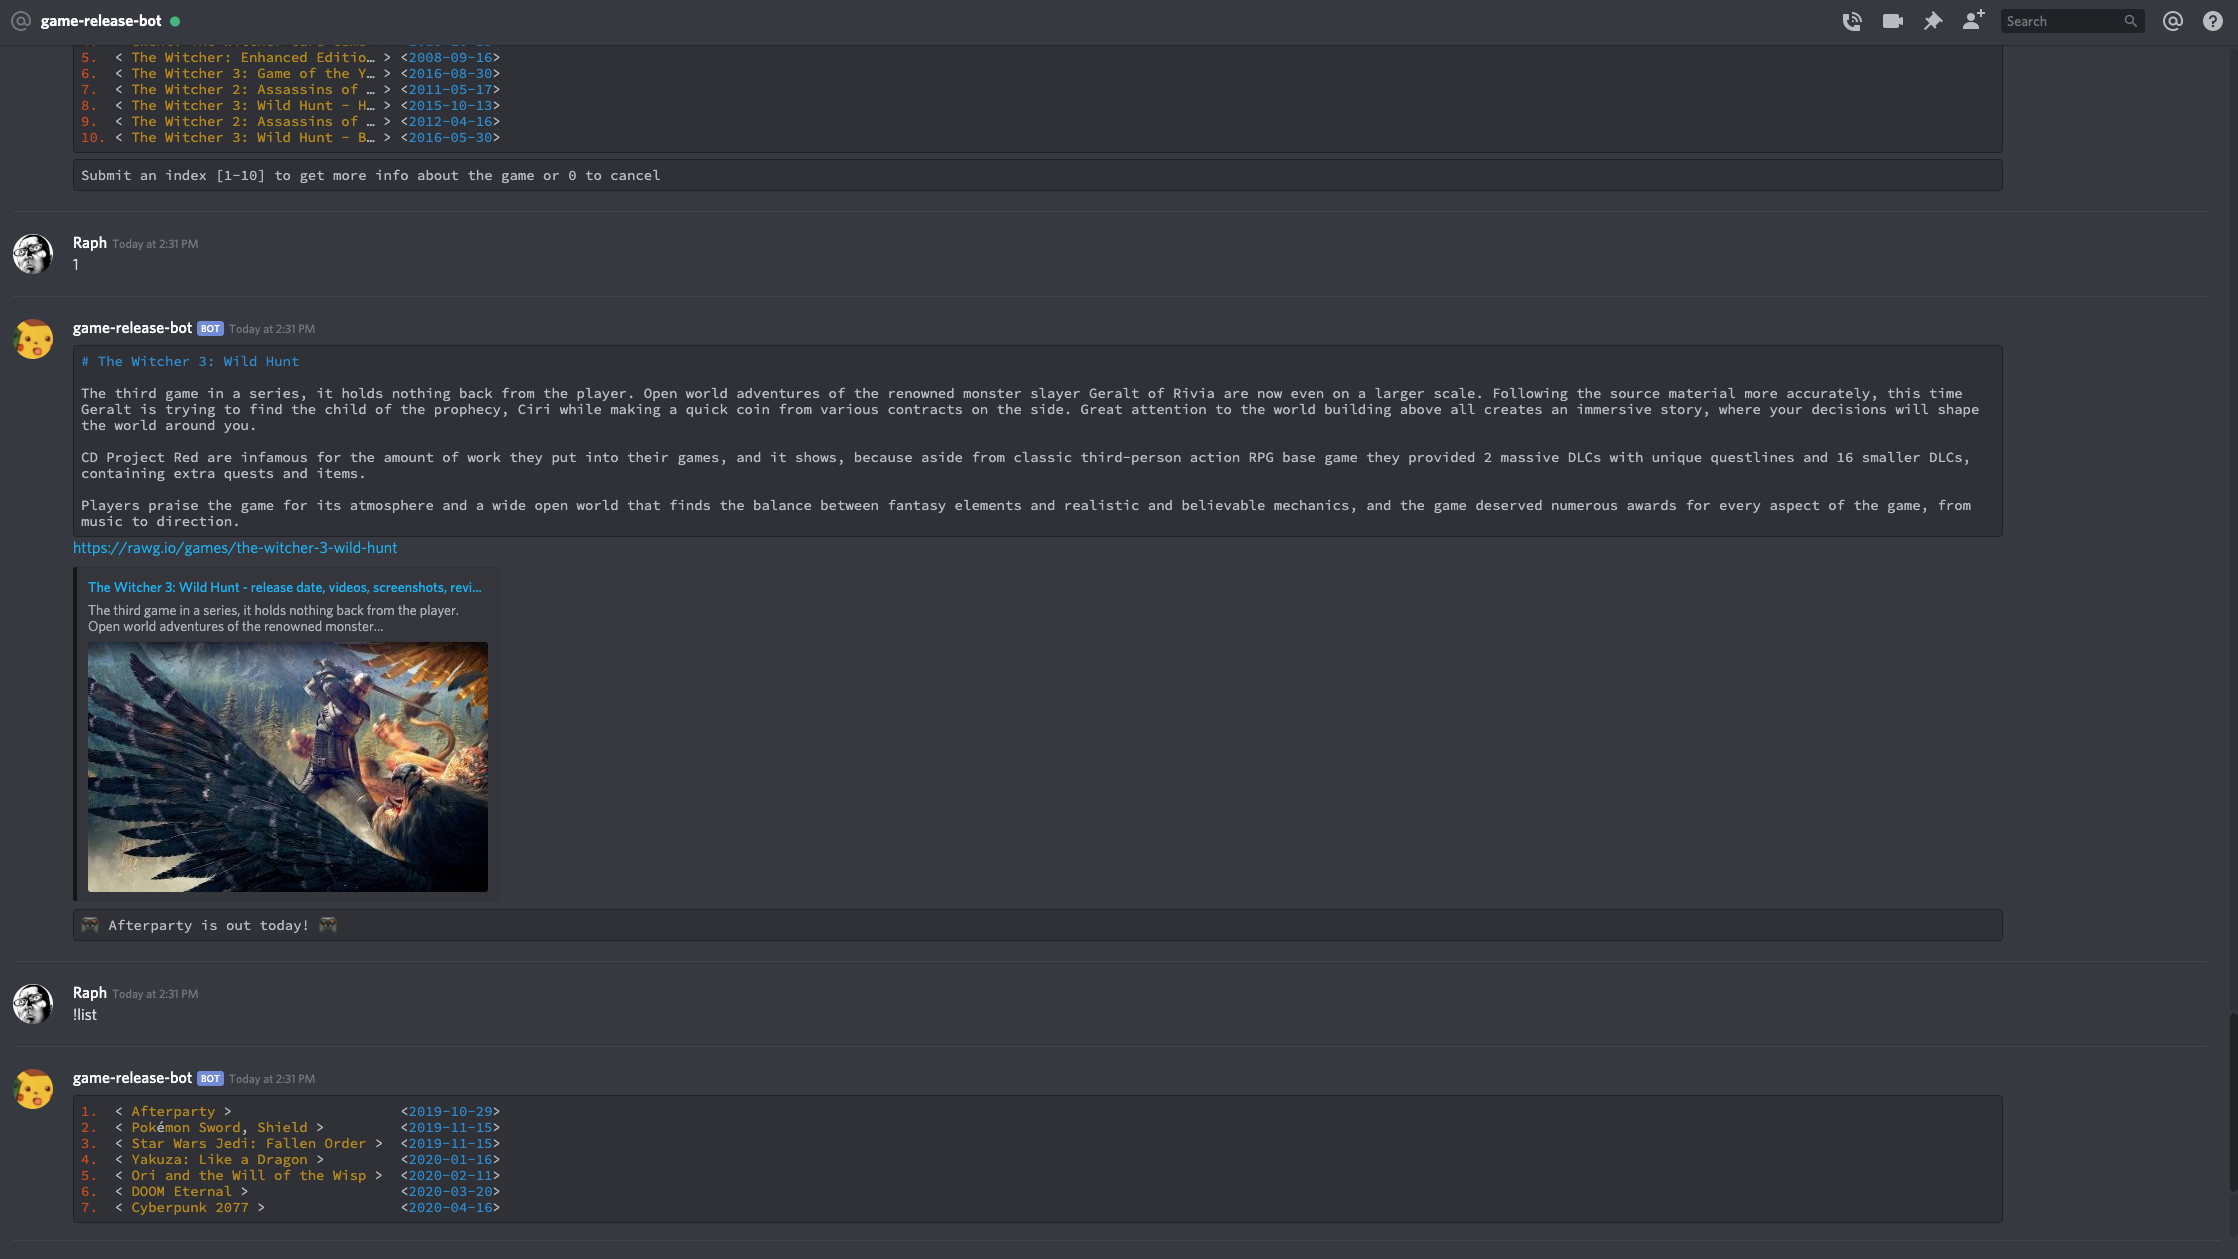 game-release-bot
Search
5. < The Witcher: Enhanced Editio… > <2008-09-16>
6. < The Witcher 3: Game of the Y… > <2016-08-30>
7. < The Witcher 2: Assassins of … > <2011-05-17>
8. < The Witcher 3: Wild Hunt - H… > <2015-10-13>
9. < The Witcher 2: Assassins of … > <2012-04-16>
10. < The Witcher 3: Wild Hunt - B… > <2016-05-30>
Submit an index [1-10] to get more info about the game or 0 to cancel
Raph Today at 2:31 PM
1
game-release-bot BOT Today at 2:31 PM
# The Witcher 3: Wild Hunt
The third game in a series, it holds nothing back from the player. Open world adventures of the renowned monster slayer Geralt of Rivia are now even on a larger scale. Following the source material more accurately, this time
Geralt is trying to find the child of the prophecy, Ciri while making a quick coin from various contracts on the side. Great attention to the world building above all creates an immersive story, where your decisions will shape
the world around you.
CD Project Red are infamous for the amount of work they put into their games, and it shows, because aside from classic third-person action RPG base game they provided 2 massive DLCs with unique questlines and 16 smaller DLCs,
containing extra quests and items.
Players praise the game for its atmosphere and a wide open world that finds the balance between fantasy elements and realistic and believable mechanics, and the game deserved numerous awards for every aspect of the game, from
music to direction.
https://rawg.io/games/the-witcher-3-wild-hunt
The Witcher 3: Wild Hunt - release date, videos, screenshots, revi...
The third game in a series, it holds nothing back from the player.
Open world adventures of the renowned monster...
🎮 Afterparty is out today! 🎮
Raph Today at 2:31 PM
!list
game-release-bot BOT Today at 2:31 PM
1. < Afterparty > <2019-10-29>
2. < Pokémon Sword, Shield > <2019-11-15>
3. < Star Wars Jedi: Fallen Order > <2019-11-15>
4. < Yakuza: Like a Dragon > <2020-01-16>
5. < Ori and the Will of the Wisp > <2020-02-11>
6. < DOOM Eternal > <2020-03-20>
7. < Cyberpunk 2077 > <2020-04-16>